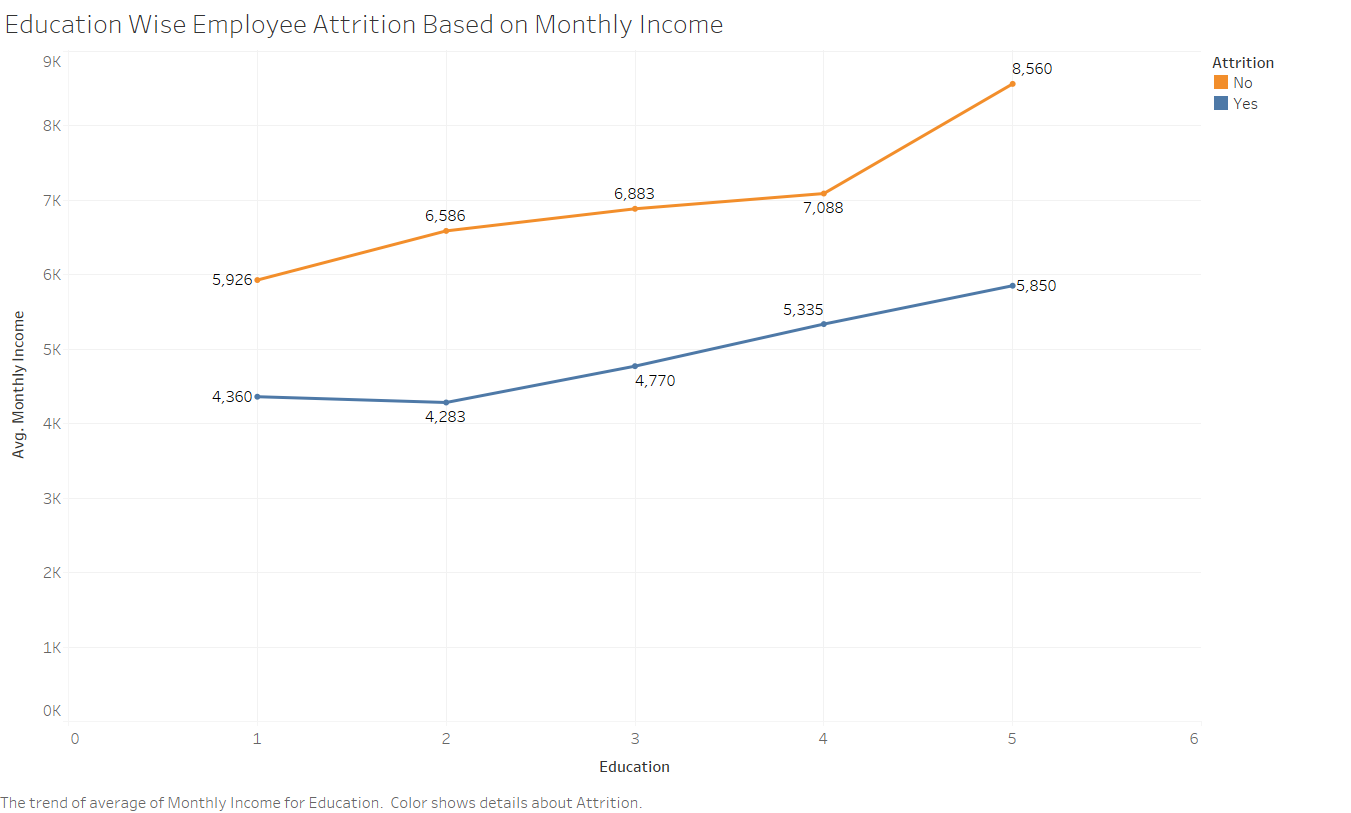 Education Wise Employee Attrition Based on Monthly Income
Attrition
No
Yes
9K
8K
7K
6K
5K
4K
3K
2K
1K
0K
Avg. Monthly Income
8,560
6,883
7,088
6,586
5,926
5,850
5,335
4,770
4,360
4,283
0 1 2 3 4 5 6
Education
The trend of average of Monthly Income for Education. Color shows details about Attrition.